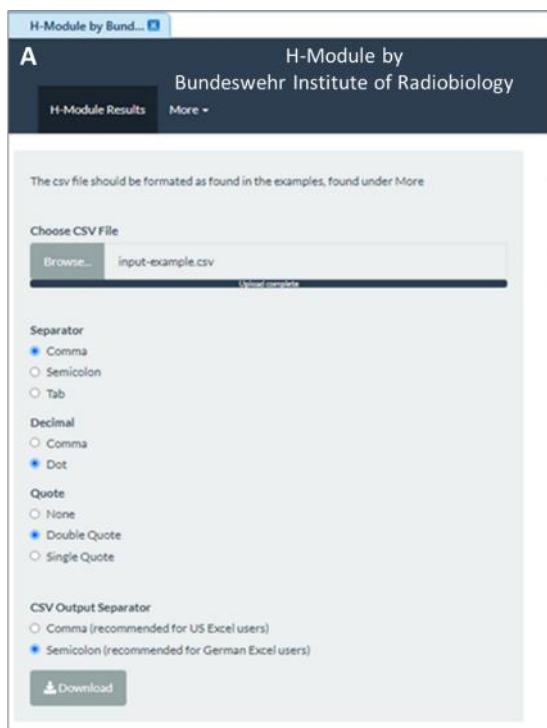 H-Module by Bund...
A
H-Module by
Bundeswehr Institute of Radiobiology
H-Module Results More
The csv file should be formated as found in the examples, found under More
Choose CSV File
Browse... input-example.csv
Upload complete
Separator
Comma
Semicolon
Tab
Decimal
Comma
Dot
Quote
None
Double Quote
Single Quote
CSV Output Separator
Comma (recommended for US Excel users)
Semicolon (recommended for German Excel users)
Download